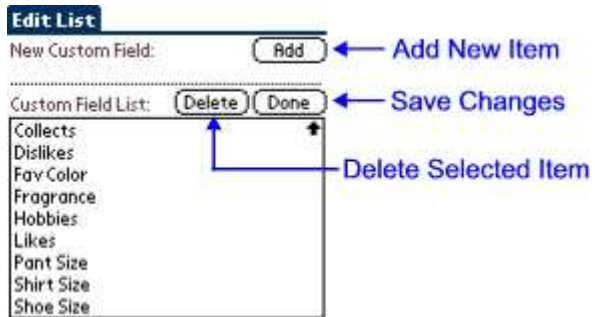 Edit List
New Custom Field: Add Add New Item
Custom Field List: Delete Done Save Changes
Collects
Dislikes
Fav Color Delete Selected Item
Fragrance
Hobbies
Likes
Pant Size
Shirt Size
Shoe Size